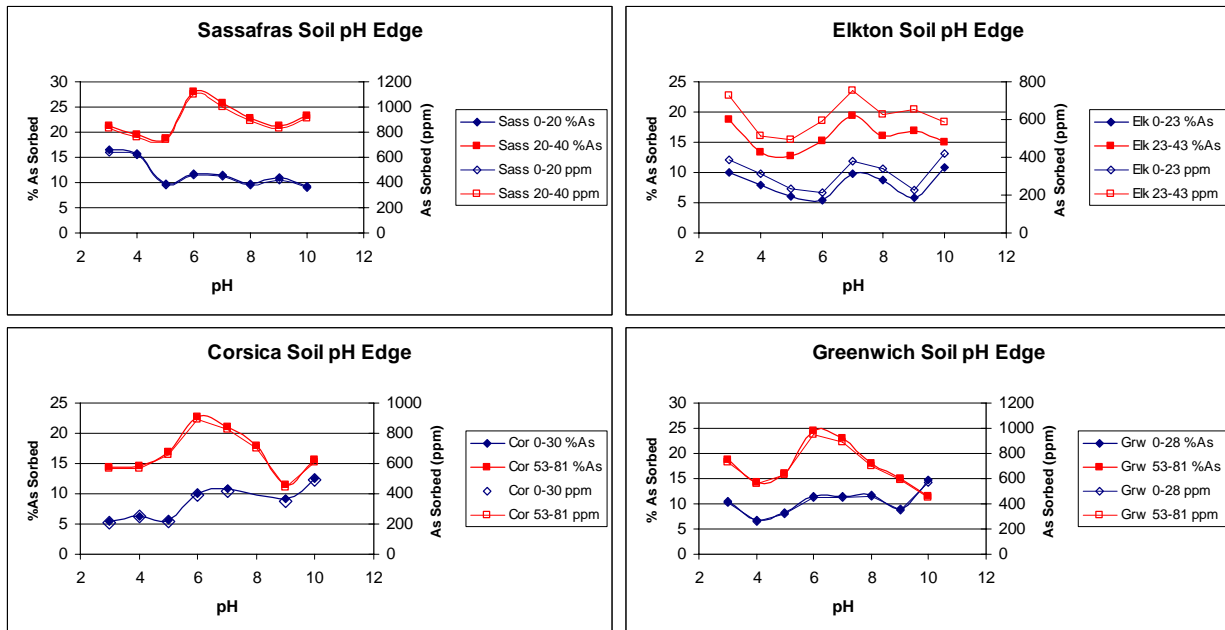 Sassafras Soil pH Edge
% As Sorbed
30
25
20
15
10
5
0
1200
1000
800
600
400
200
0
As Sorbed (ppm)
2 4 6 8 10 12
pH
Sass 0-20 %As
Sass 20-40 %As
Sass 0-20 ppm
Sass 20-40 ppm
Elkton Soil pH Edge
% As Sorbed
25
20
15
10
5
0
800
600
400
200
0
As Sorbed (ppm)
2 4 6 8 10 12
pH
Elk 0-23 %As
Elk 23-43 %As
Elk 0-23 ppm
Elk 23-43 ppm
Corsica Soil pH Edge
%As Sorbed
25
20
15
10
5
0
1000
800
600
400
200
0
As Sorbed (ppm)
2 4 6 8 10 12
pH
Cor 0-30 %As
Cor 53-81 %As
Cor 0-30 ppm
Cor 53-81 ppm
Greenwich Soil pH Edge
% As Sorbed
30
25
20
15
10
5
0
1200
1000
800
600
400
200
0
As Sorbed (ppm)
2 4 6 8 10 12
pH
Grw 0-28 %As
Grw 53-81 %As
Grw 0-28 ppm
Grw 53-81 ppm